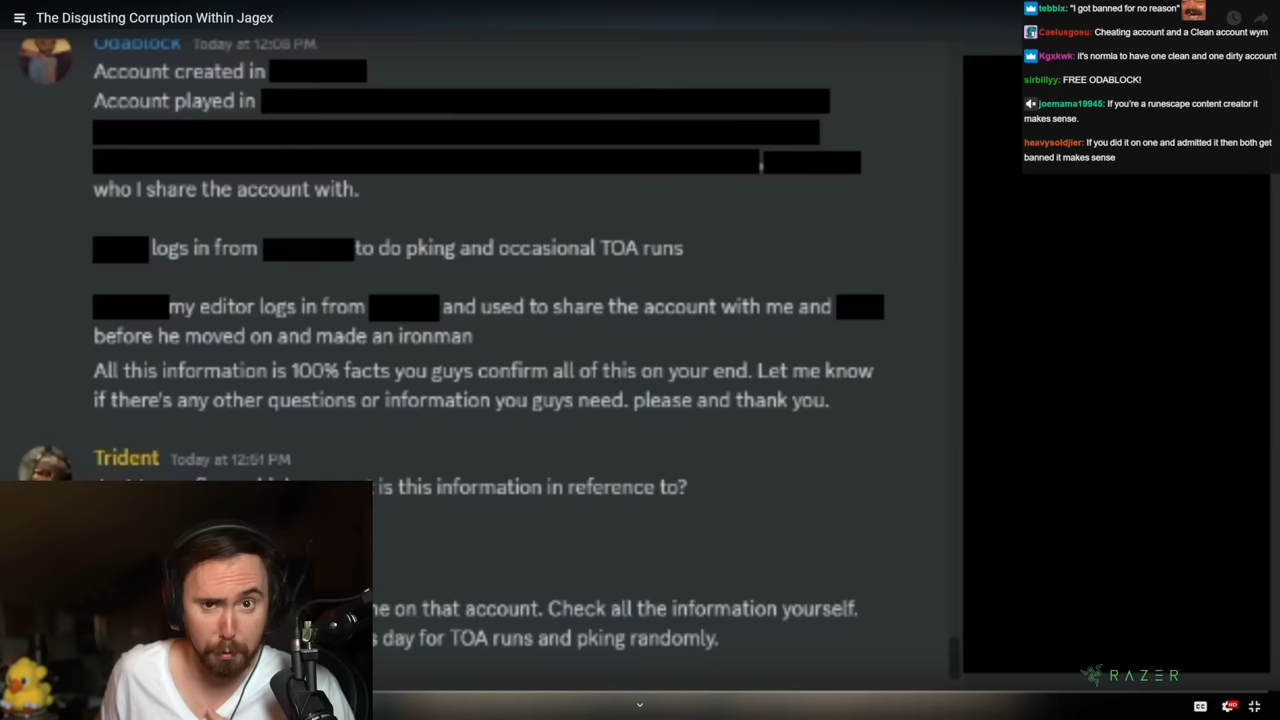 The Disgusting Corruption Within Jagex
Odablock Today at 12:08 PM
Account created in
Account played in
who I share the account with.
logs in from to do pking and occasional TOA runs
my editor logs in from and used to share the account with me and
before he moved on and made an ironman
All this information is 100% facts you guys confirm all of this on your end. Let me know
if there's any other questions or information you guys need. please and thank you.
Trident Today at 12:51 PM
is this information in reference to?
on that account. Check all the information yourself.
day for TOA runs and pking randomly.
tebbix: "I got banned for no reason"
Caelusgosu: Cheating account and a Clean account wym
Kgxkwk: it's normla to have one clean and one dirty account
sirbillyy: FREE ODABLOCK!
joemama19945: If you're a runescape content creator it
makes sense.
heavysoldjier: If you did it on one and admitted it then both get
banned it makes sense
RAZER
CC
HD